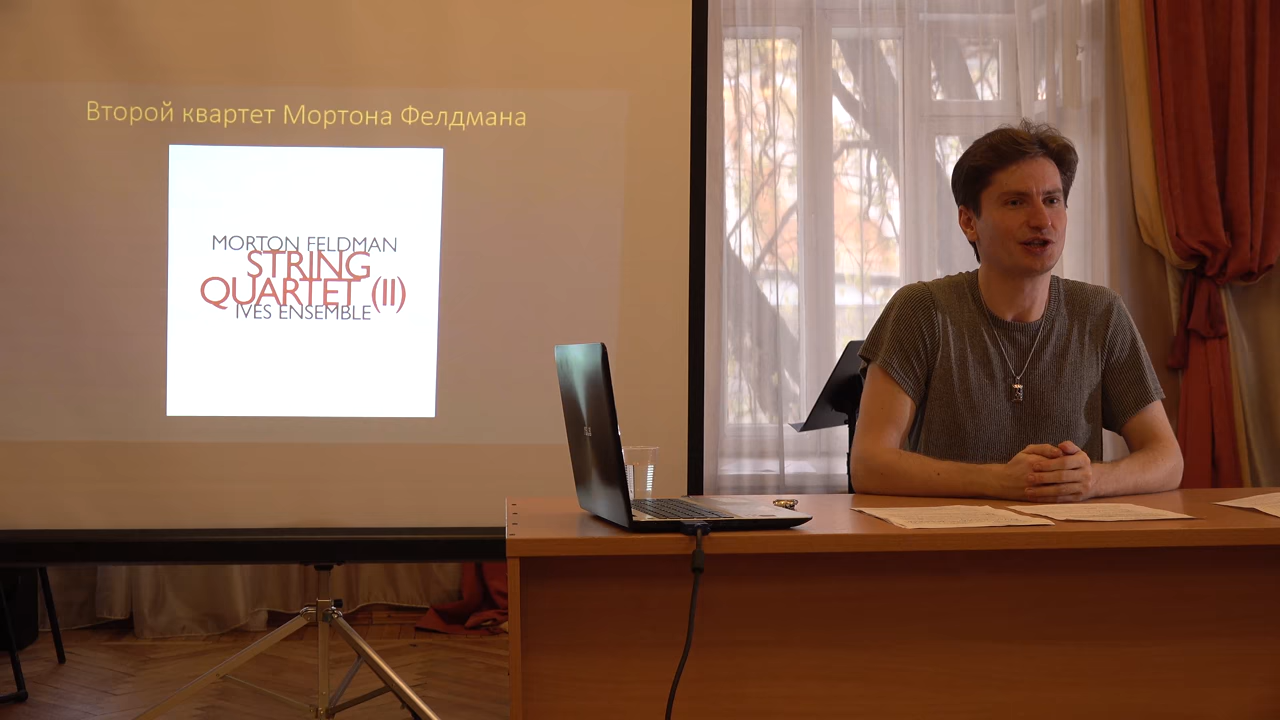 Второй квартет Мортона Фелдмана
MORTON FELDMAN
STRING
QUARTET (II)
IVES ENSEMBLE